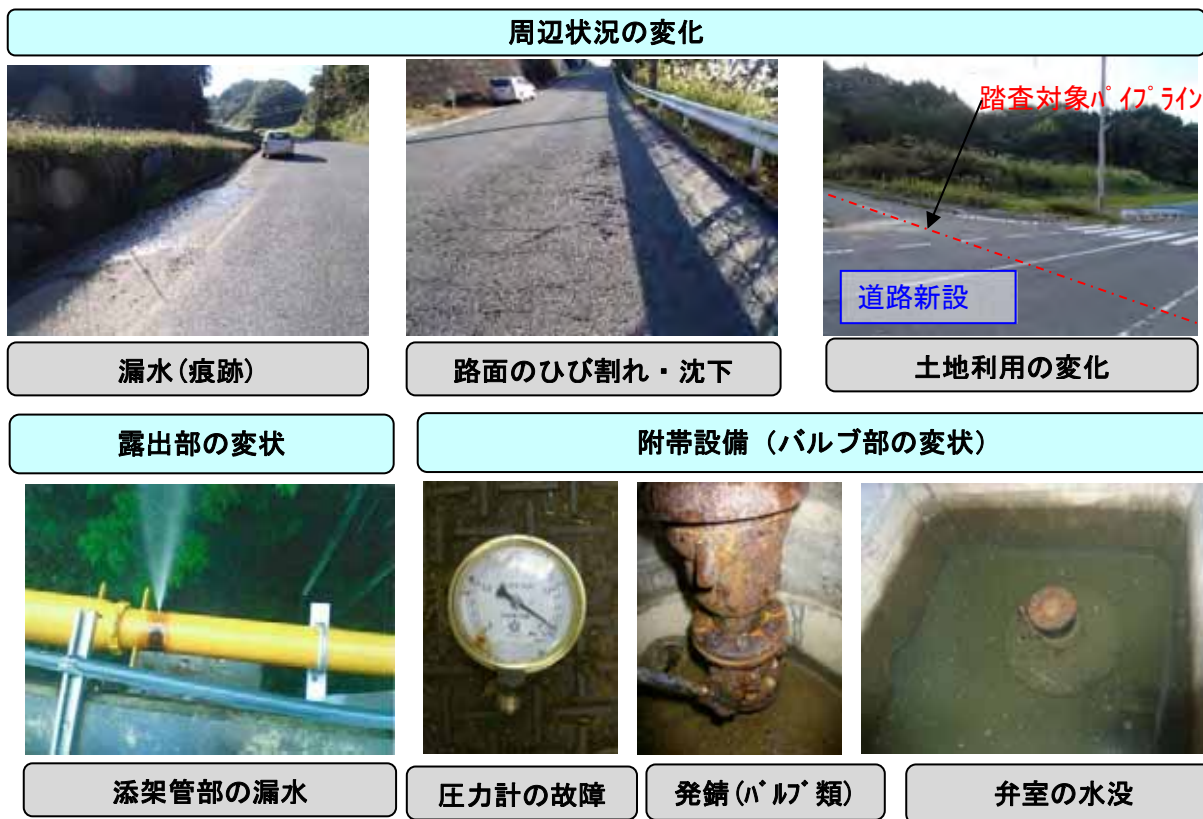 周辺状況の変化
踏査対象ﾊﾟｲﾌﾟﾗｲﾝ
道路新設
漏水(痕跡)
路面のひび割れ・沈下
土地利用の変化
露出部の変状
附帯設備（バルブ部の変状）
添架管部の漏水
圧力計の故障
発錆(ﾊﾞﾙﾌﾞ類)
弁室の水没